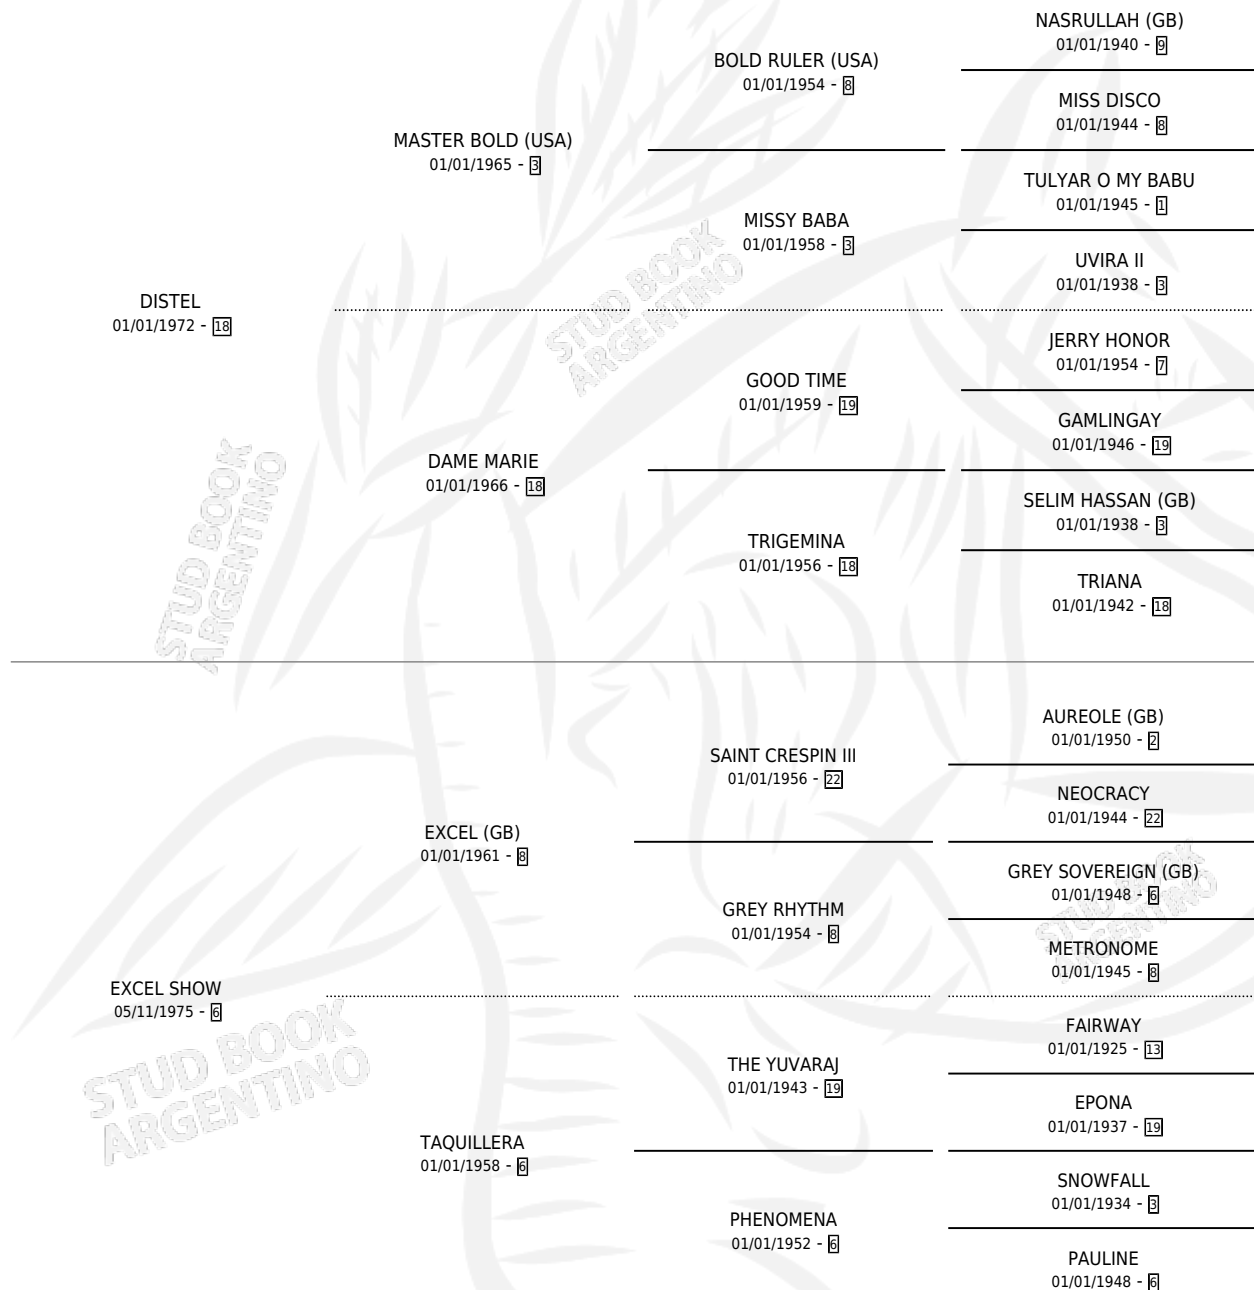 NASRULLAH (GB)
01/01/1940 - 9
BOLD RULER (USA)
01/01/1954 - 8
MISS DISCO
01/01/1944 - 8
MASTER BOLD (USA)
01/01/1965 - 3
TULYAR O MY BABU
01/01/1945 - 1
MISSY BABA
01/01/1958 - 3
UVIRA II
01/01/1938 - 3
DISTEL
01/01/1972 - 18
JERRY HONOR
01/01/1954 - 7
GOOD TIME
01/01/1959 - 19
GAMLINGAY
01/01/1946 - 19
DAME MARIE
01/01/1966 - 18
SELIM HASSAN (GB)
01/01/1938 - 3
TRIGEMINA
01/01/1956 - 18
TRIANA
01/01/1942 - 18
AUREOLE (GB)
01/01/1950 - 2
SAINT CRESPIN III
01/01/1956 - 22
NEOCRACY
01/01/1944 - 22
EXCEL (GB)
01/01/1961 - 8
GREY SOVEREIGN (GB)
01/01/1948 - 6
GREY RHYTHM
01/01/1954 - 8
METRONOME
01/01/1945 - 8
EXCEL SHOW
05/11/1975 - 6
FAIRWAY
01/01/1925 - 13
THE YUVARAJ
01/01/1943 - 19
EPONA
01/01/1937 - 19
TAQUILLERA
01/01/1958 - 6
SNOWFALL
01/01/1934 - 3
PHENOMENA
01/01/1952 - 6
PAULINE
01/01/1948 - 6
STUD BOOK
ARGENTINO
STUD BOOK
ARGENTINO
STUD BOOK
ARGENTINO
STUD BOOK
ARGENTINO